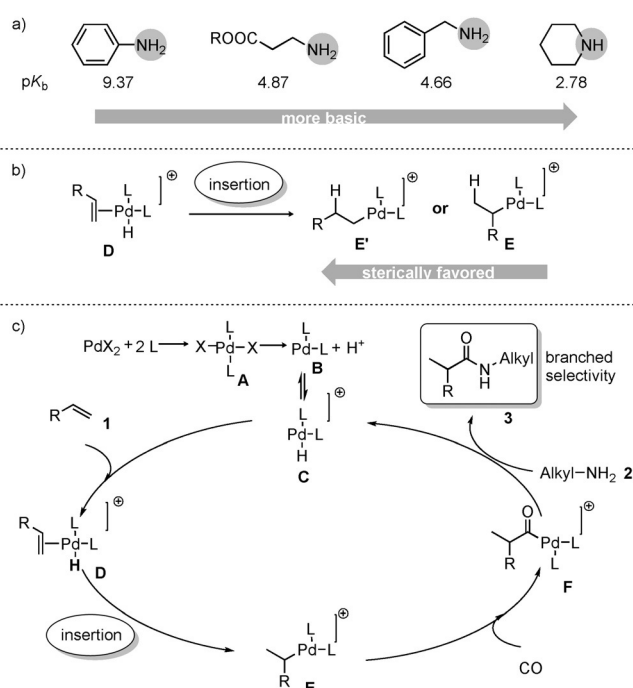 a)
NH2
ROOC NH2
NH2
NH
pKb 9.37 4.87 4.66 2.78
more basic
b)
R L ⊕
Pd L
H
D
insertion
H L ⊕
R Pd L
E'
or
H L ⊕
Pd L
R
E
sterically favored
c)
PdX2 + 2 L
L
X Pd X
L
A
L
Pd L + H+
B
L ⊕
Pd L
H
C
R 1
R L ⊕
Pd L
H
D
insertion
L ⊕
Pd L
R
E
CO
O ⊕
Pd L
R L
F
Alkyl NH2 2
O
N Alkyl
H
R
3
branched
selectivity